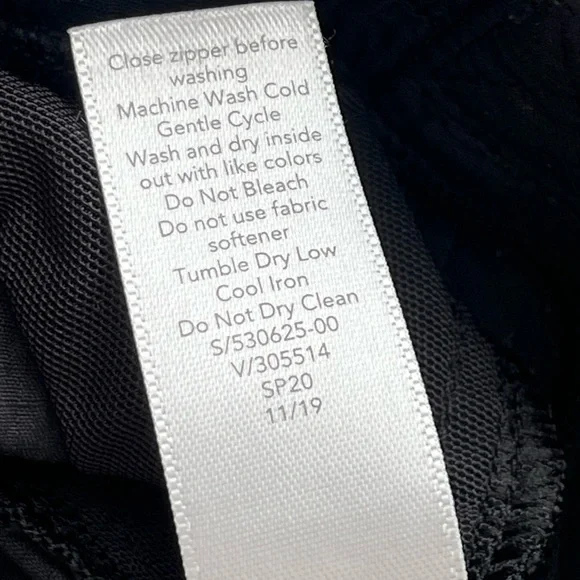 Close zipper before
washing
Machine Wash Cold
Gentle Cycle
Wash and dry inside
out with like colors
Do Not Bleach
Do not use fabric
softener
Tumble Dry Low
Cool Iron
Do Not Dry Clean
S/530625-00
V/305514
SP20
11/19